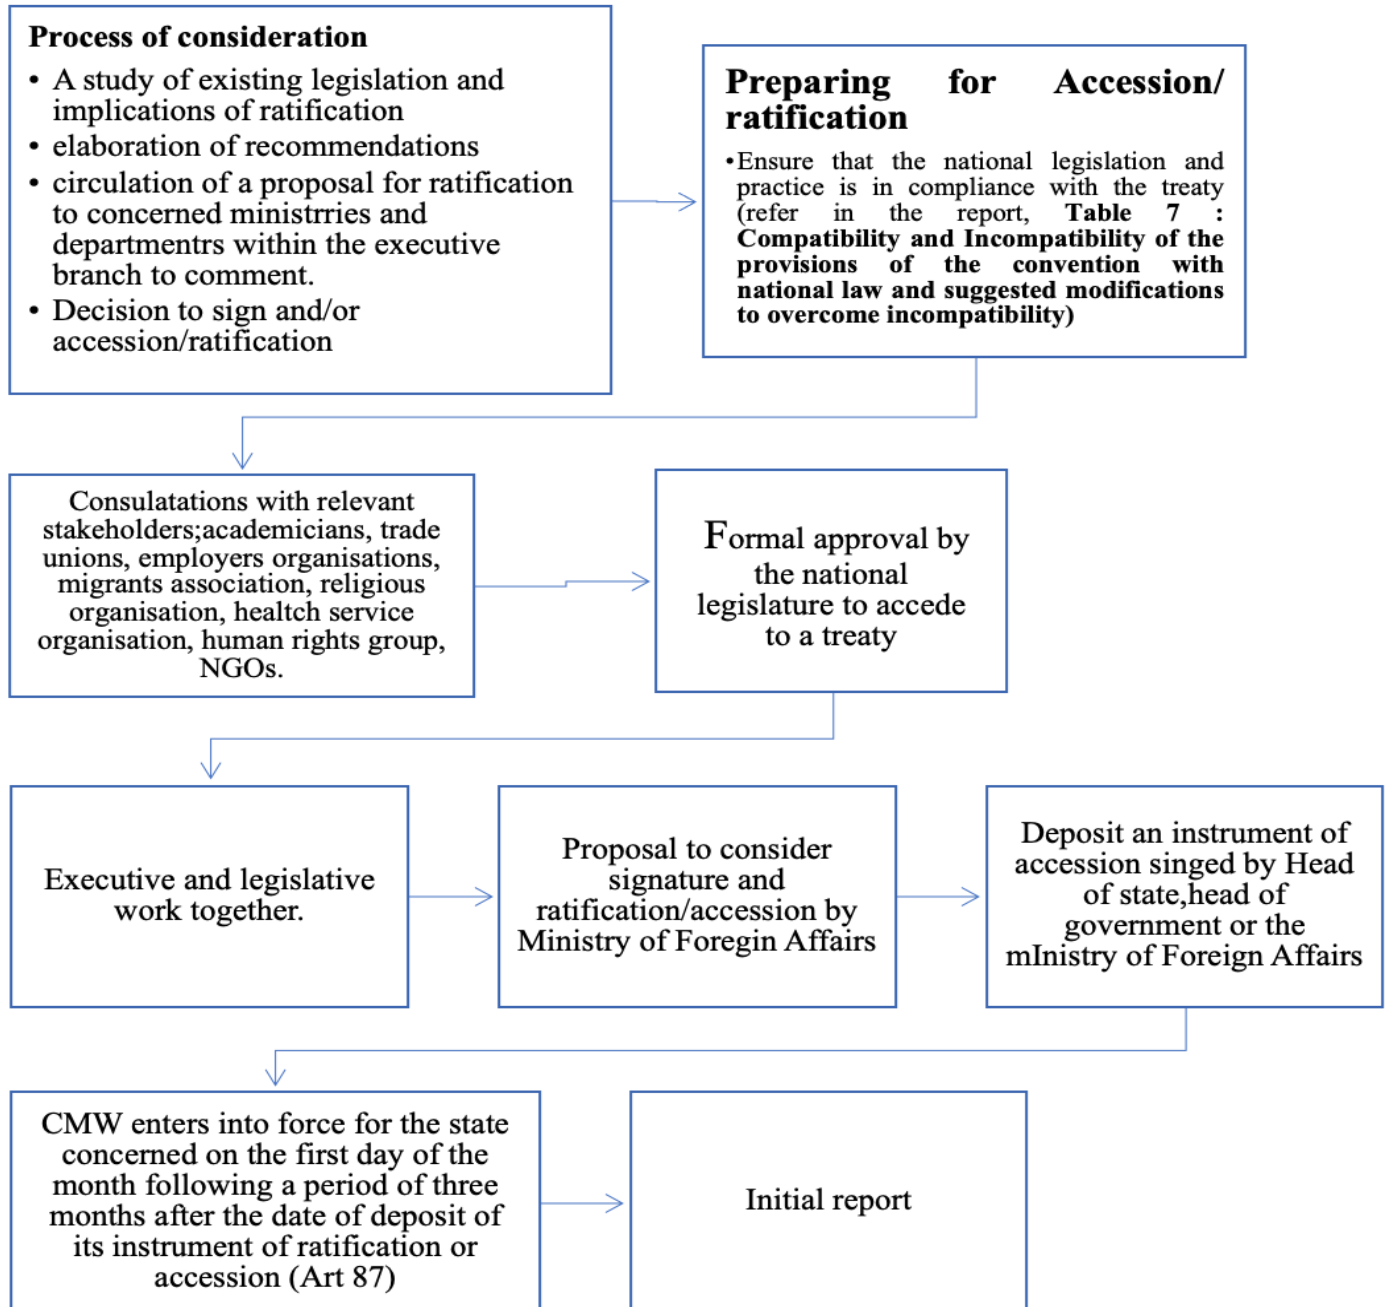 Process of consideration
• A study of existing legislation and
implications of ratification
• elaboration of recommendations
• circulation of a proposal for ratification
to concerned ministrries and
departmentrs within the executive
branch to comment.
• Decision to sign and/or
accession/ratification
Preparing for Accession/
ratification
•Ensure that the national legislation and
practice is in compliance with the treaty
(refer in the report, Table 7 :
Compatibility and Incompatibility of the
provisions of the convention with
national law and suggested modifications
to overcome incompatibility)
Consulatations with relevant
stakeholders;academicians, trade
unions, employers organisations,
migrants association, religious
organisation, healtch service
organisation, human rights group,
NGOs.
Formal approval by
the national
legislature to accede
to a treaty
Executive and legislative
work together.
Proposal to consider
signature and
ratification/accession by
Ministry of Foregin Affairs
Deposit an instrument of
accession singed by Head
of state,head of
government or the
mInistry of Foreign Affairs
CMW enters into force for the state
concerned on the first day of the
month following a period of three
months after the date of deposit of
its instrument of ratification or
accession (Art 87)
Initial report